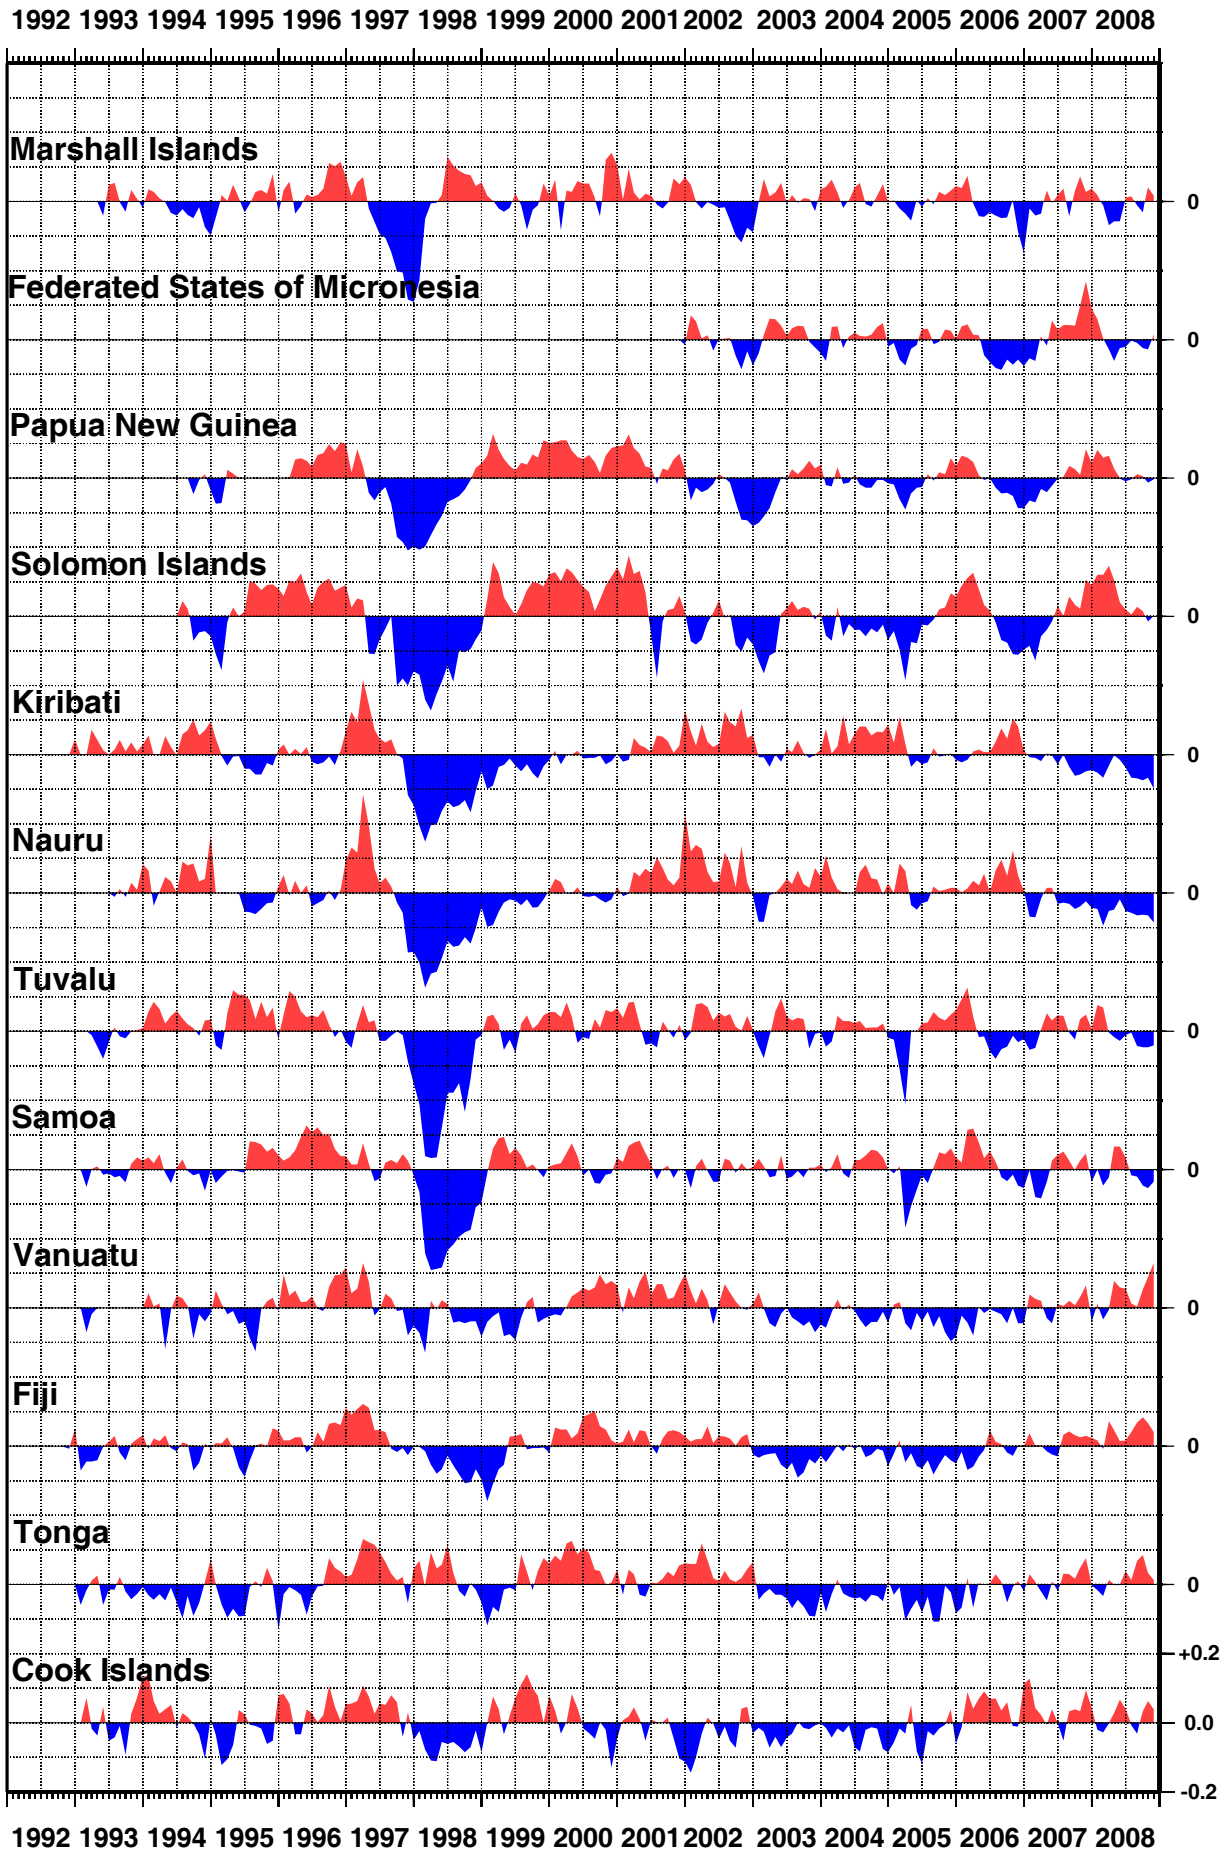 1992 1993 1994 1995 1996 1997 1998 1999 2000 2001 2002 2003 2004 2005 2006 2007 2008
Marshall Islands
0
Federated States of Micronesia
0
Papua New Guinea
0
Solomon Islands
0
Kiribati
0
Nauru
0
Tuvalu
0
Samoa
0
Vanuatu
0
Fiji
0
Tonga
0
+0.2
Cook Islands
0.0
-0.2
1992 1993 1994 1995 1996 1997 1998 1999 2000 2001 2002 2003 2004 2005 2006 2007 2008